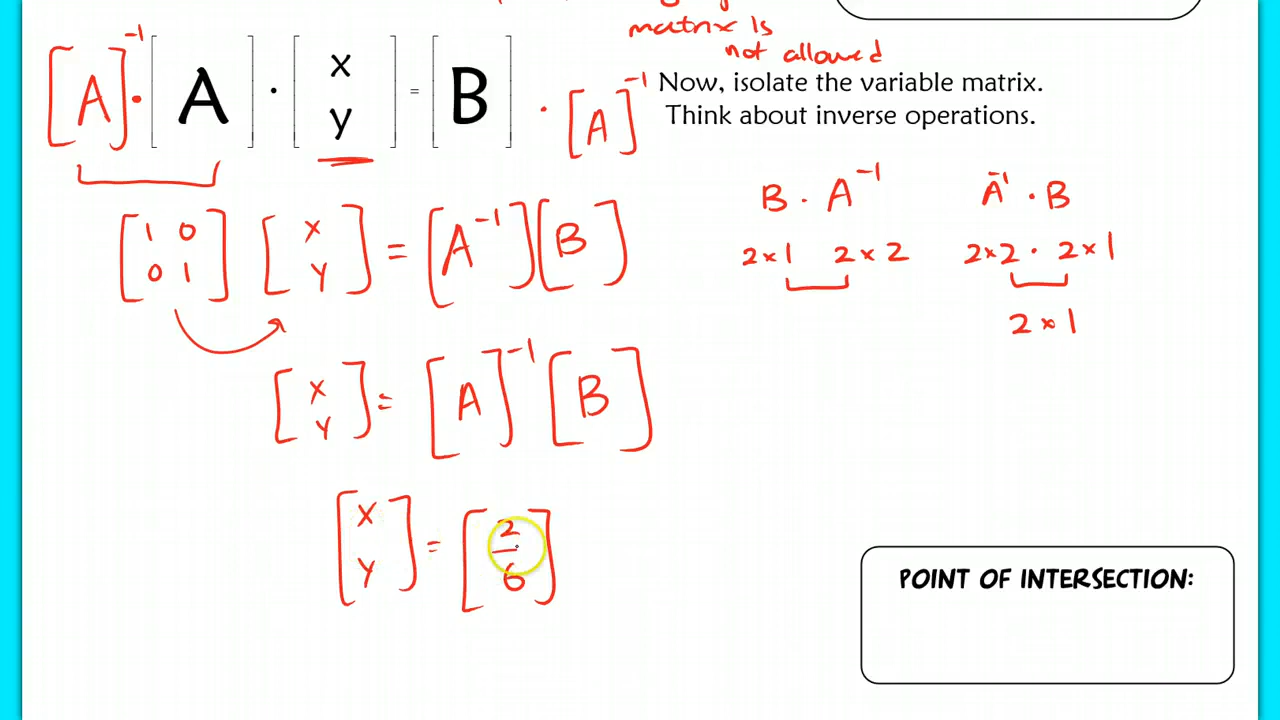 matrix is
not allowed
[A]⁻¹ · [A] · [x y] = [B] · [A]⁻¹
Now, isolate the variable matrix.
Think about inverse operations.
B · A⁻¹ A⁻¹ · B
2×1 2×2 2×2 · 2×1
2×1
[1 0
0 1] [x
y] = [A⁻¹][B]
[x
y] = [A]⁻¹ [B]
[x
y] = [2
6]
POINT OF INTERSECTION: